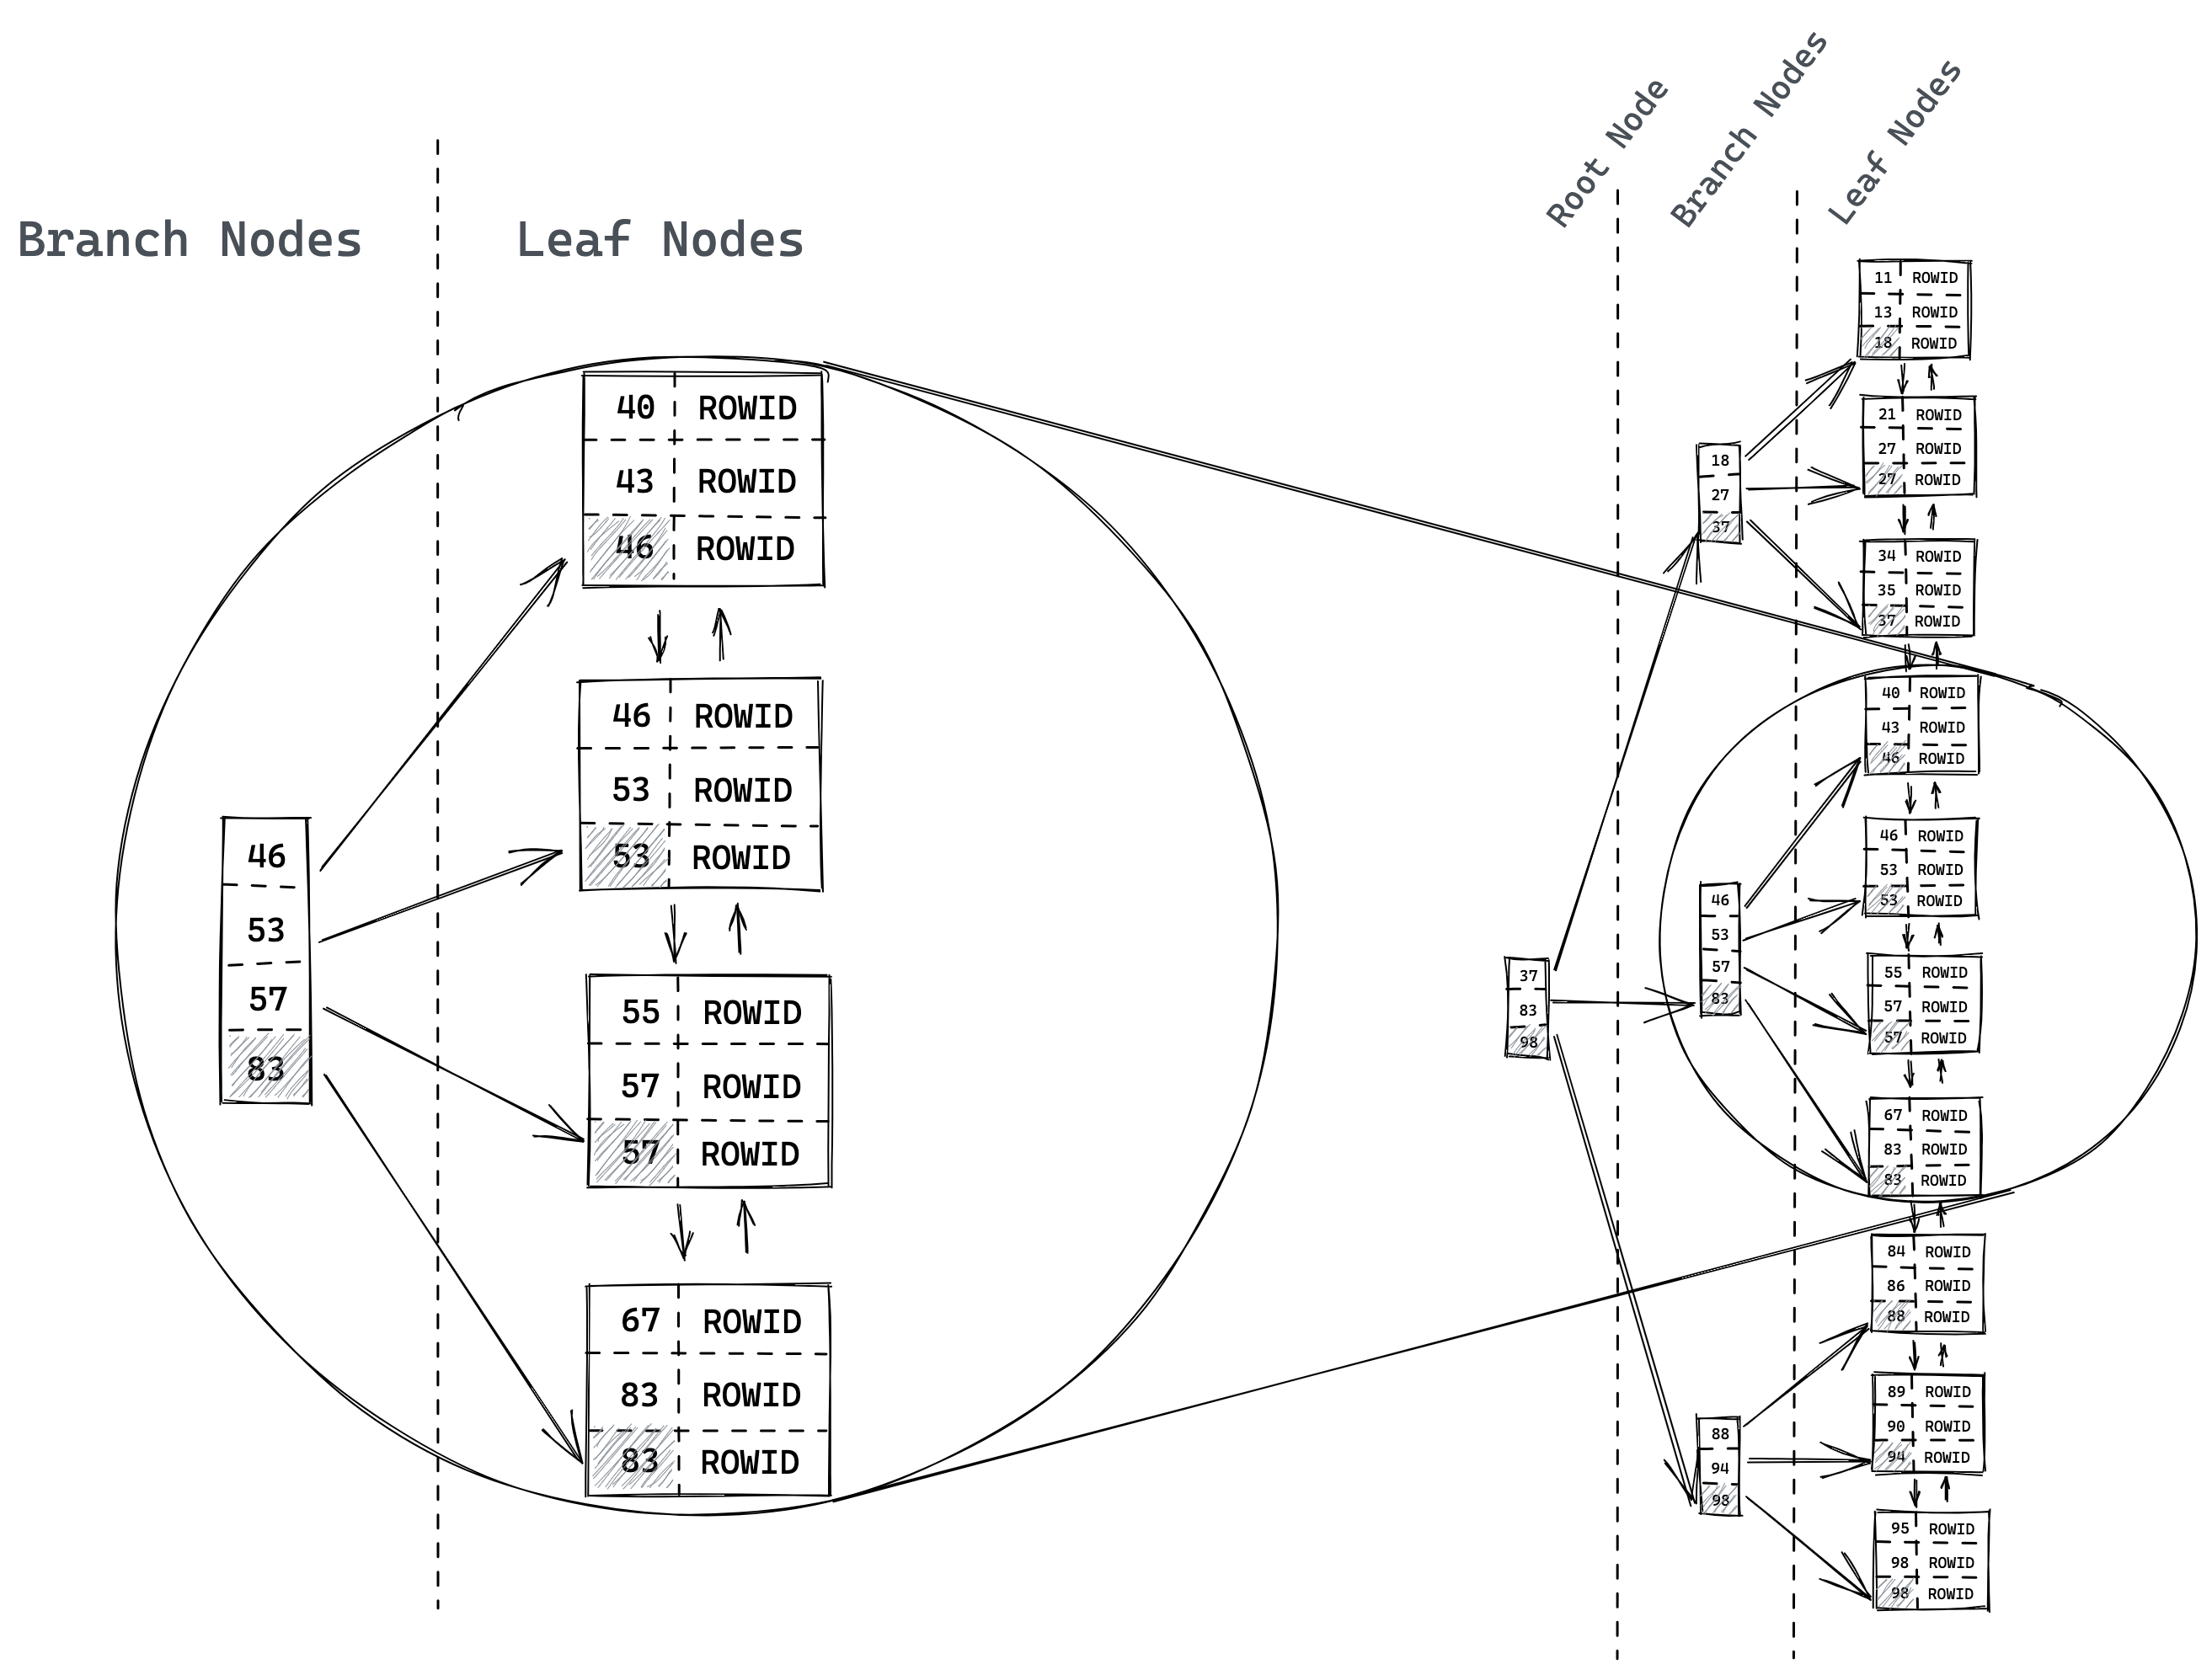 Branch Nodes
Leaf Nodes
46
53
57
83
40 ROWID
43 ROWID
46 ROWID
46 ROWID
53 ROWID
53 ROWID
55 ROWID
57 ROWID
57 ROWID
67 ROWID
83 ROWID
83 ROWID
Root Node
Branch Nodes
Leaf Nodes
37
83
98
18
27
37
46
53
57
83
88
94
98
11 ROWID
13 ROWID
18 ROWID
21 ROWID
27 ROWID
27 ROWID
34 ROWID
35 ROWID
37 ROWID
40 ROWID
43 ROWID
46 ROWID
46 ROWID
53 ROWID
53 ROWID
55 ROWID
57 ROWID
57 ROWID
67 ROWID
83 ROWID
83 ROWID
84 ROWID
86 ROWID
88 ROWID
89 ROWID
90 ROWID
94 ROWID
95 ROWID
98 ROWID
98 ROWID